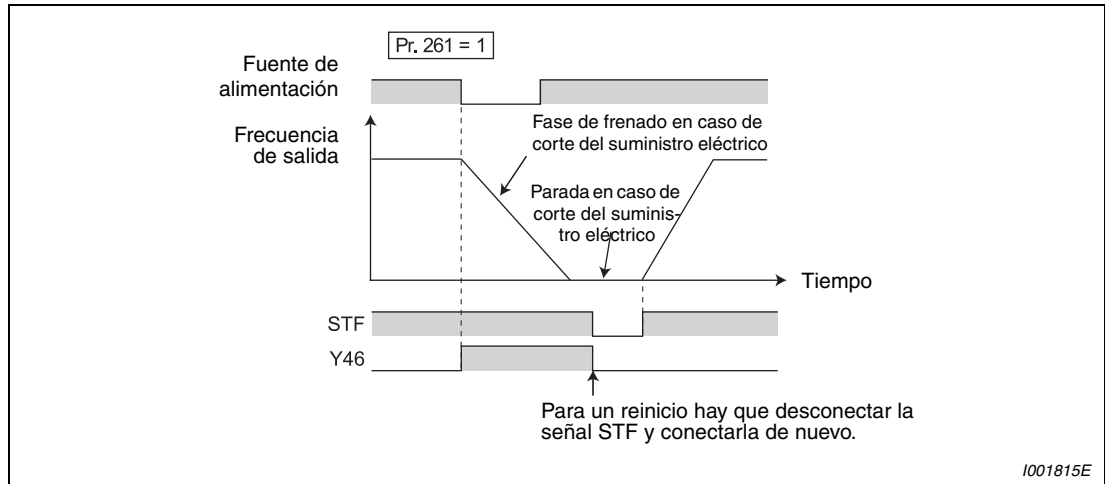 Pr. 261 = 1
Fuente de
alimentación
Frecuencia
de salida
Fase de frenado en caso de
corte del suministro eléctrico
Parada en caso de
corte del suminis-
tro eléctrico
Tiempo
STF
Y46
Para un reinicio hay que desconectar la
señal STF y conectarla de nuevo.
I001815E